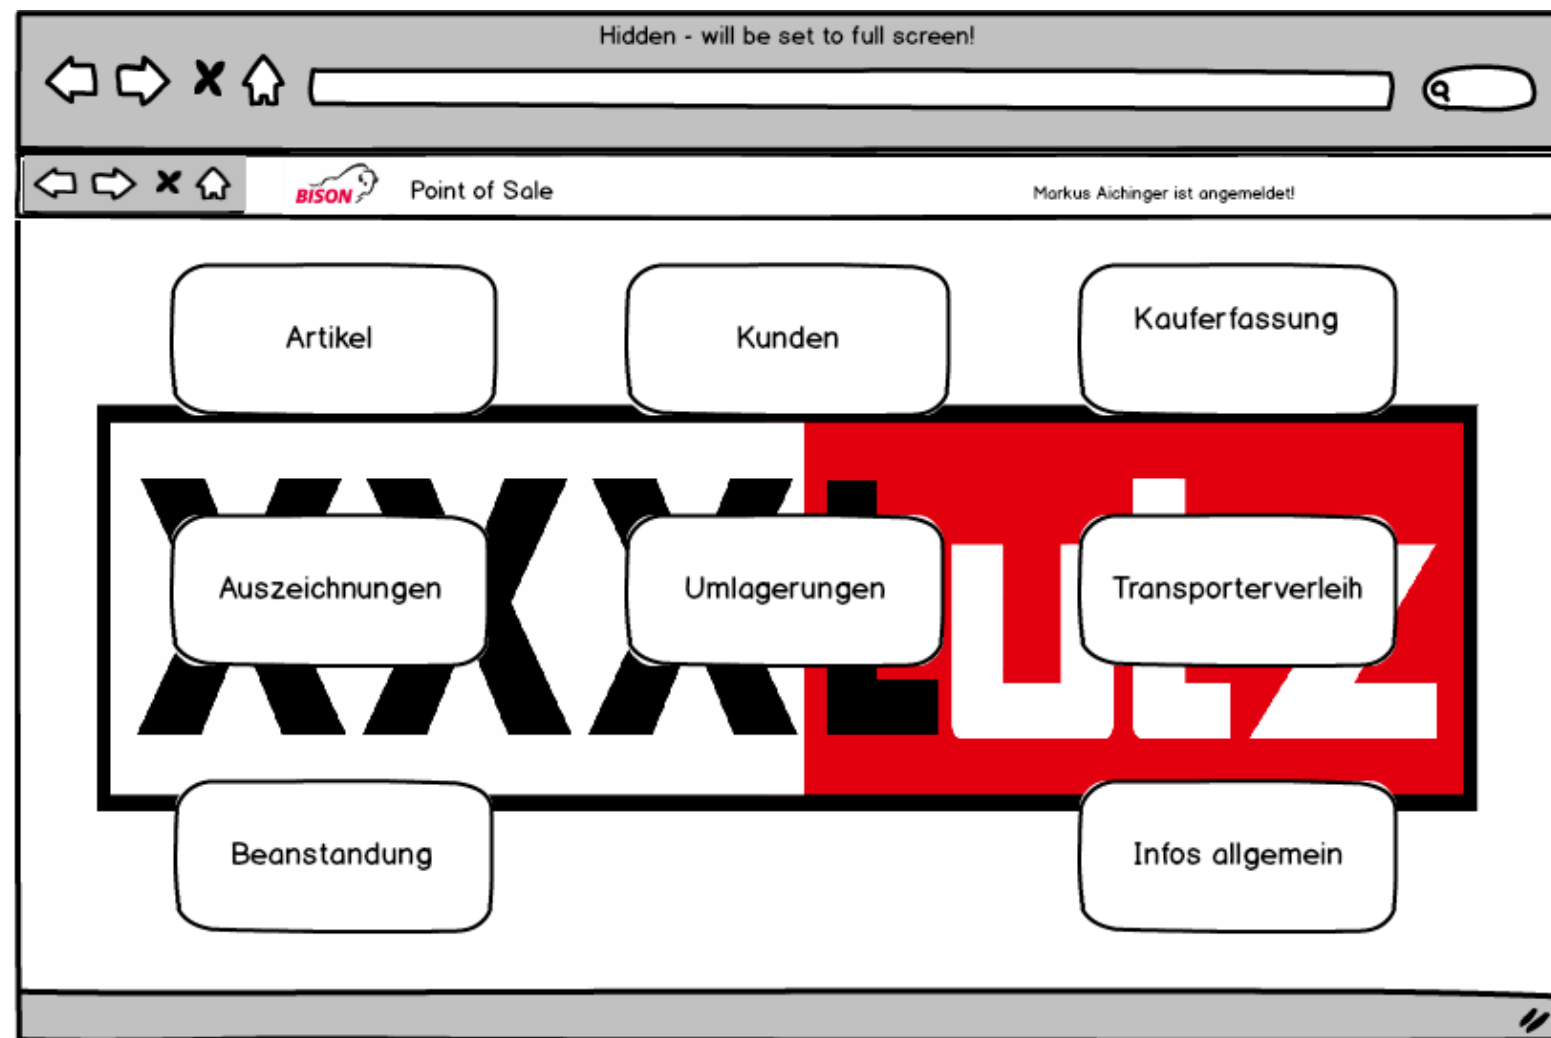 Hidden - will be set to full screen!
BISON
Point of Sale
Markus Aichinger ist angemeldet!
Artikel
Kunden
Kauferfassung
XXXLutz
Auszeichnungen
Umlagerungen
Transporterverleih
Beanstandung
Infos allgemein